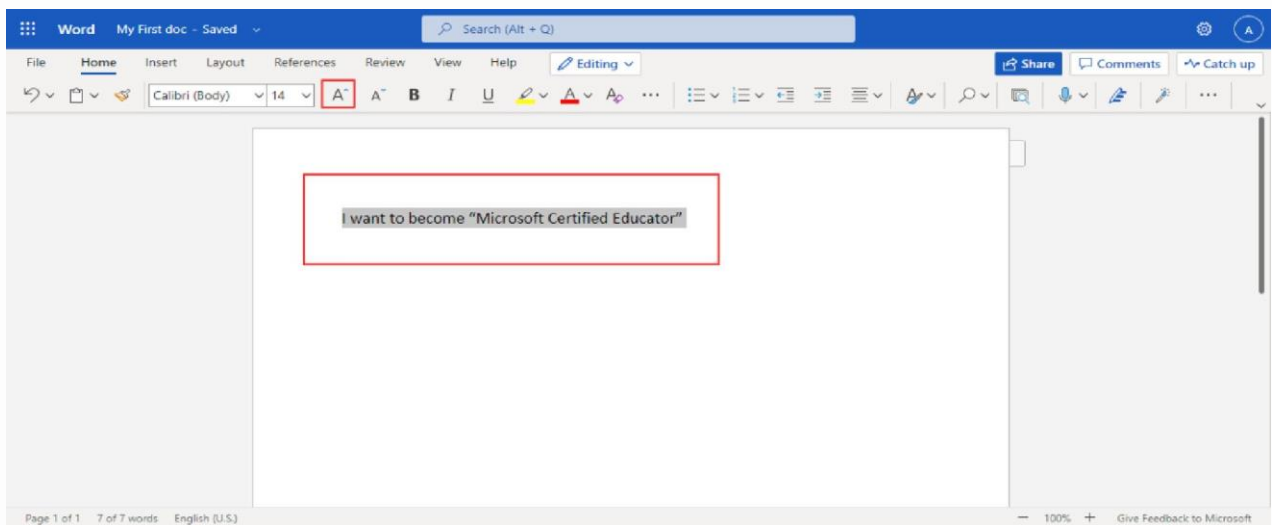 Word My First doc - Saved Search (Alt + Q) A
File Home Insert Layout References Review View Help Editing Share Comments Catch up
Calibri (Body) 14 A A B I U A A ...
I want to become “Microsoft Certified Educator”
Page 1 of 1 7 of 7 words English (U.S.) 100% Give Feedback to Microsoft